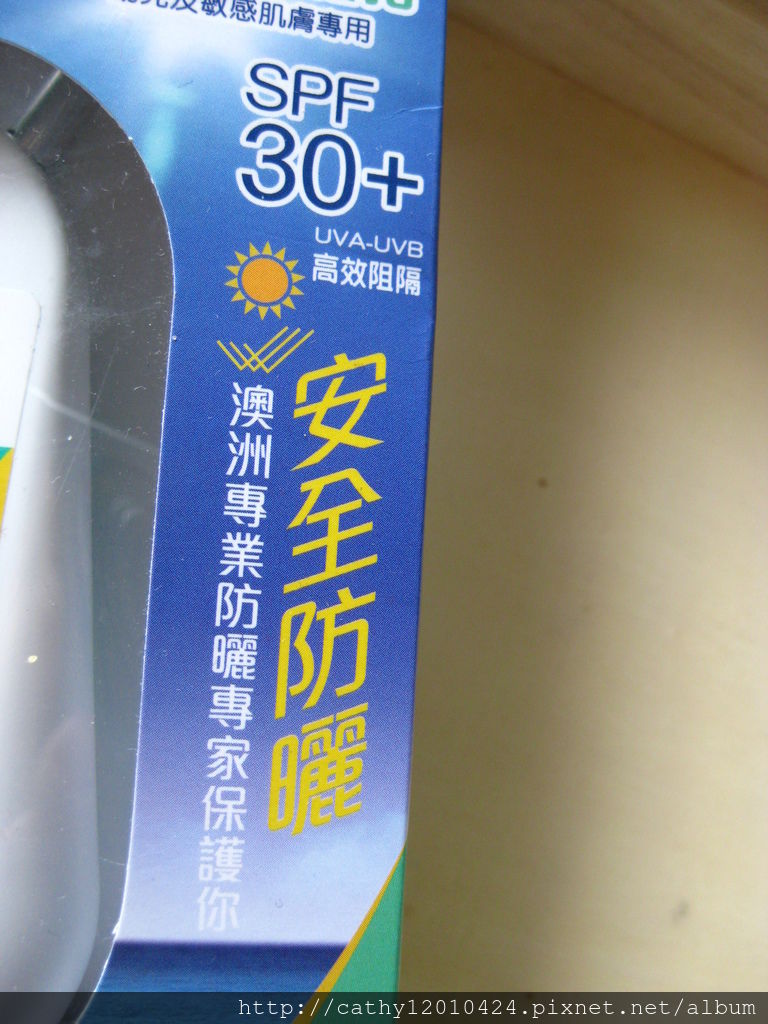 及敏感肌膚專用
SPF
30+
UVA-UVB
高效阻隔
安全防曬
澳洲專業防曬專家保護你
http://cathy12010424.pixnet.net/album